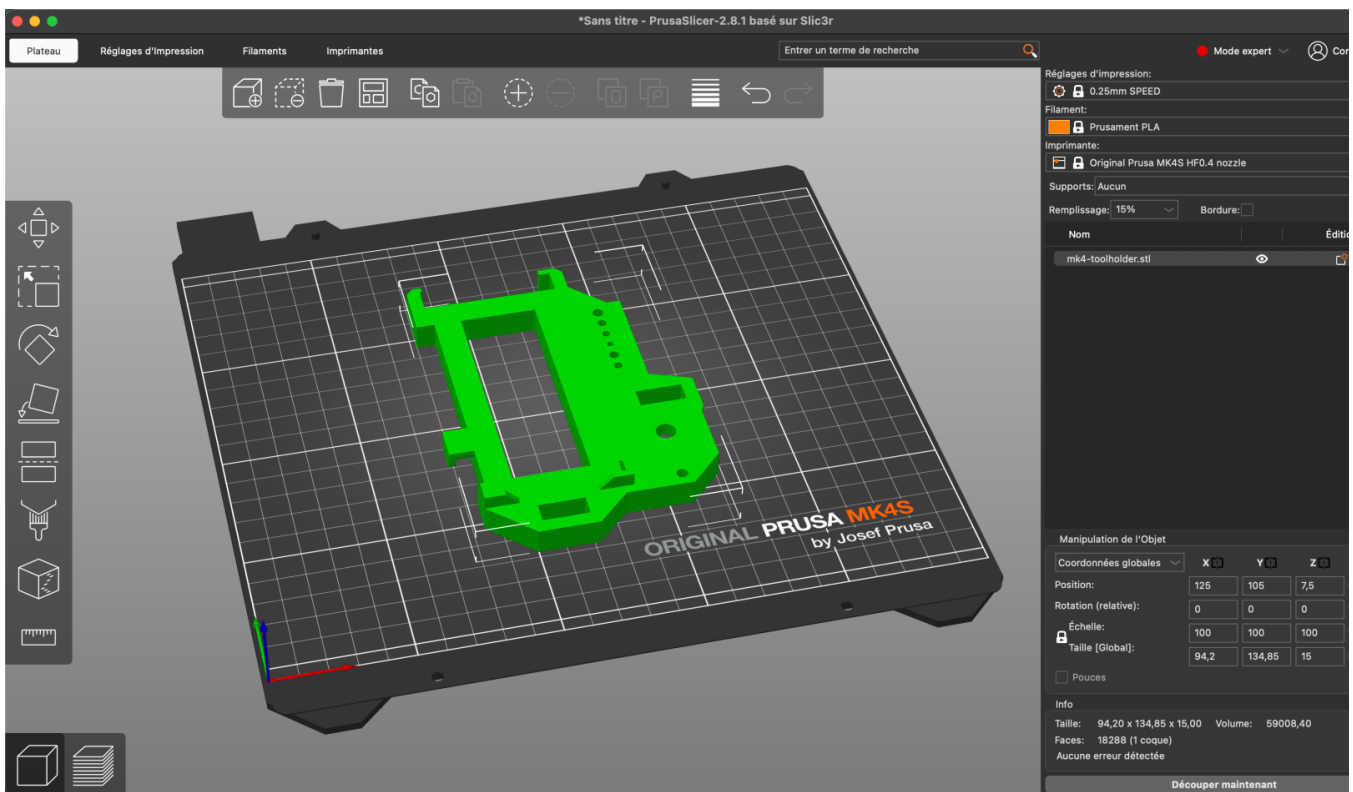 *Sans titre - PrusaSlicer-2.8.1 basé sur Slic3r
Plateau Réglages d'Impression Filaments Imprimantes Entrer un terme de recherche Mode expert Con
Réglages d'impression:
0.25mm SPEED
Filament:
Prusament PLA
Imprimante:
Original Prusa MK4S HF0.4 nozzle
Supports: Aucun
Remplissage: 15% Bordure:
Nom Éditio
mk4-toolholder.stl
ORIGINAL PRUSA MK4S
by Josef Prusa
Manipulation de l'Objet
Coordonnées globales X Y Z
Position: 125 105 7,5
Rotation (relative): 0 0 0
Échelle: 100 100 100
Taille [Global]: 94,2 134,85 15
Pouces
Info
Taille: 94,20 x 134,85 x 15,00 Volume: 59008,40
Faces: 18288 (1 coque)
Aucune erreur détectée
Découper maintenant